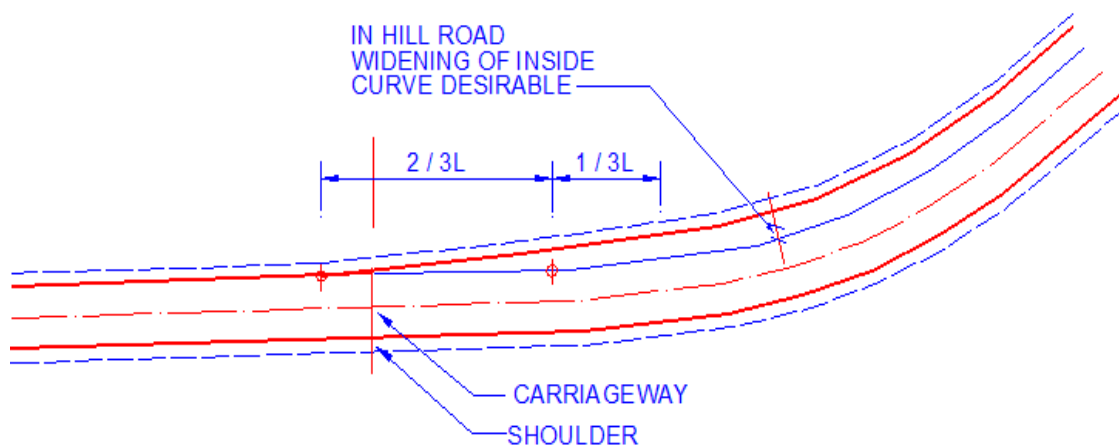 IN HILL ROAD
WIDENING OF INSIDE
CURVE DESIRABLE
2 / 3L
1 / 3L
CARRIAGEWAY
SHOULDER